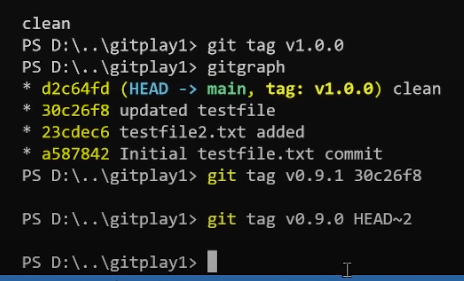 clean
PS D:\..\gitplay1> git tag v1.0.0
PS D:\..\gitplay1> gitgraph
* d2c64fd (HEAD -> main, tag: v1.0.0) clean
* 30c26f8 updated testfile
* 23cdec6 testfile2.txt added
* a587842 Initial testfile.txt commit
PS D:\..\gitplay1> git tag v0.9.1 30c26f8
PS D:\..\gitplay1> git tag v0.9.0 HEAD~2
PS D:\..\gitplay1>